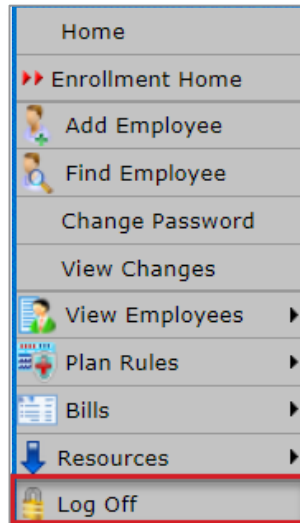 Home
Enrollment Home
Add Employee
Find Employee
Change Password
View Changes
View Employees
Plan Rules
Bills
Resources
Log Off